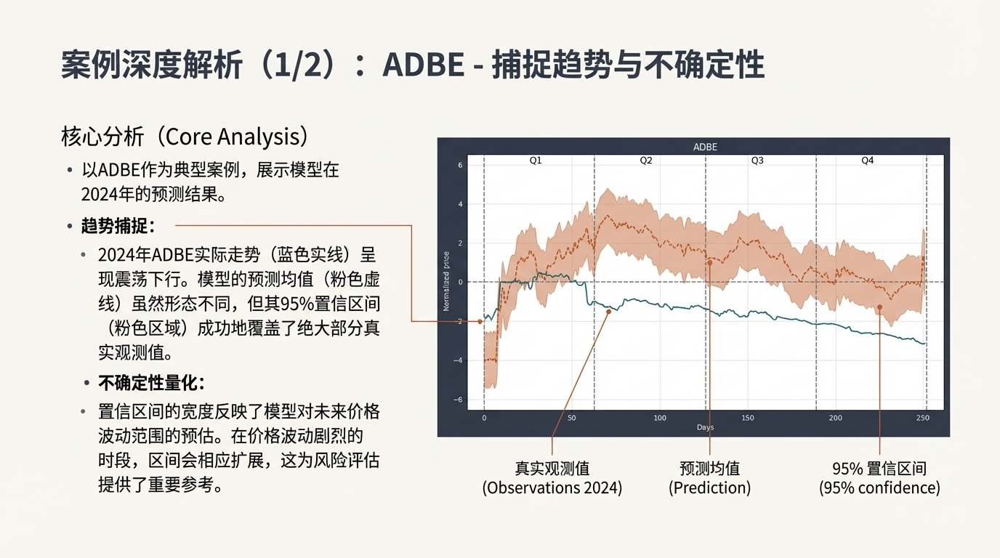 案例深度解析（1/2）：ADBE - 捕捉趋势与不确定性
核心分析（Core Analysis）
• 以ADBE作为典型案例，展示模型在
2024年的预测结果。
• 趋势捕捉：
• 2024年ADBE实际走势（蓝色实线）呈
现震荡下行。模型的预测均值（粉色虚
线）虽然形态不同，但其95%置信区间
（粉色区域）成功地覆盖了绝大部分真
实观测值。
• 不确定性量化：
• 置信区间的宽度反映了模型对未来价格
波动范围的预估。在价格波动剧烈的
时段，区间会相应扩展，这为风险评估
提供了重要参考。
ADBE
Q1 Q2 Q3 Q4
6
4
2
0
−2
−4
−6
Normalized price
0 50 100 150 200 250
Days
真实观测值
(Observations 2024)
预测均值
(Prediction)
95% 置信区间
(95% confidence)